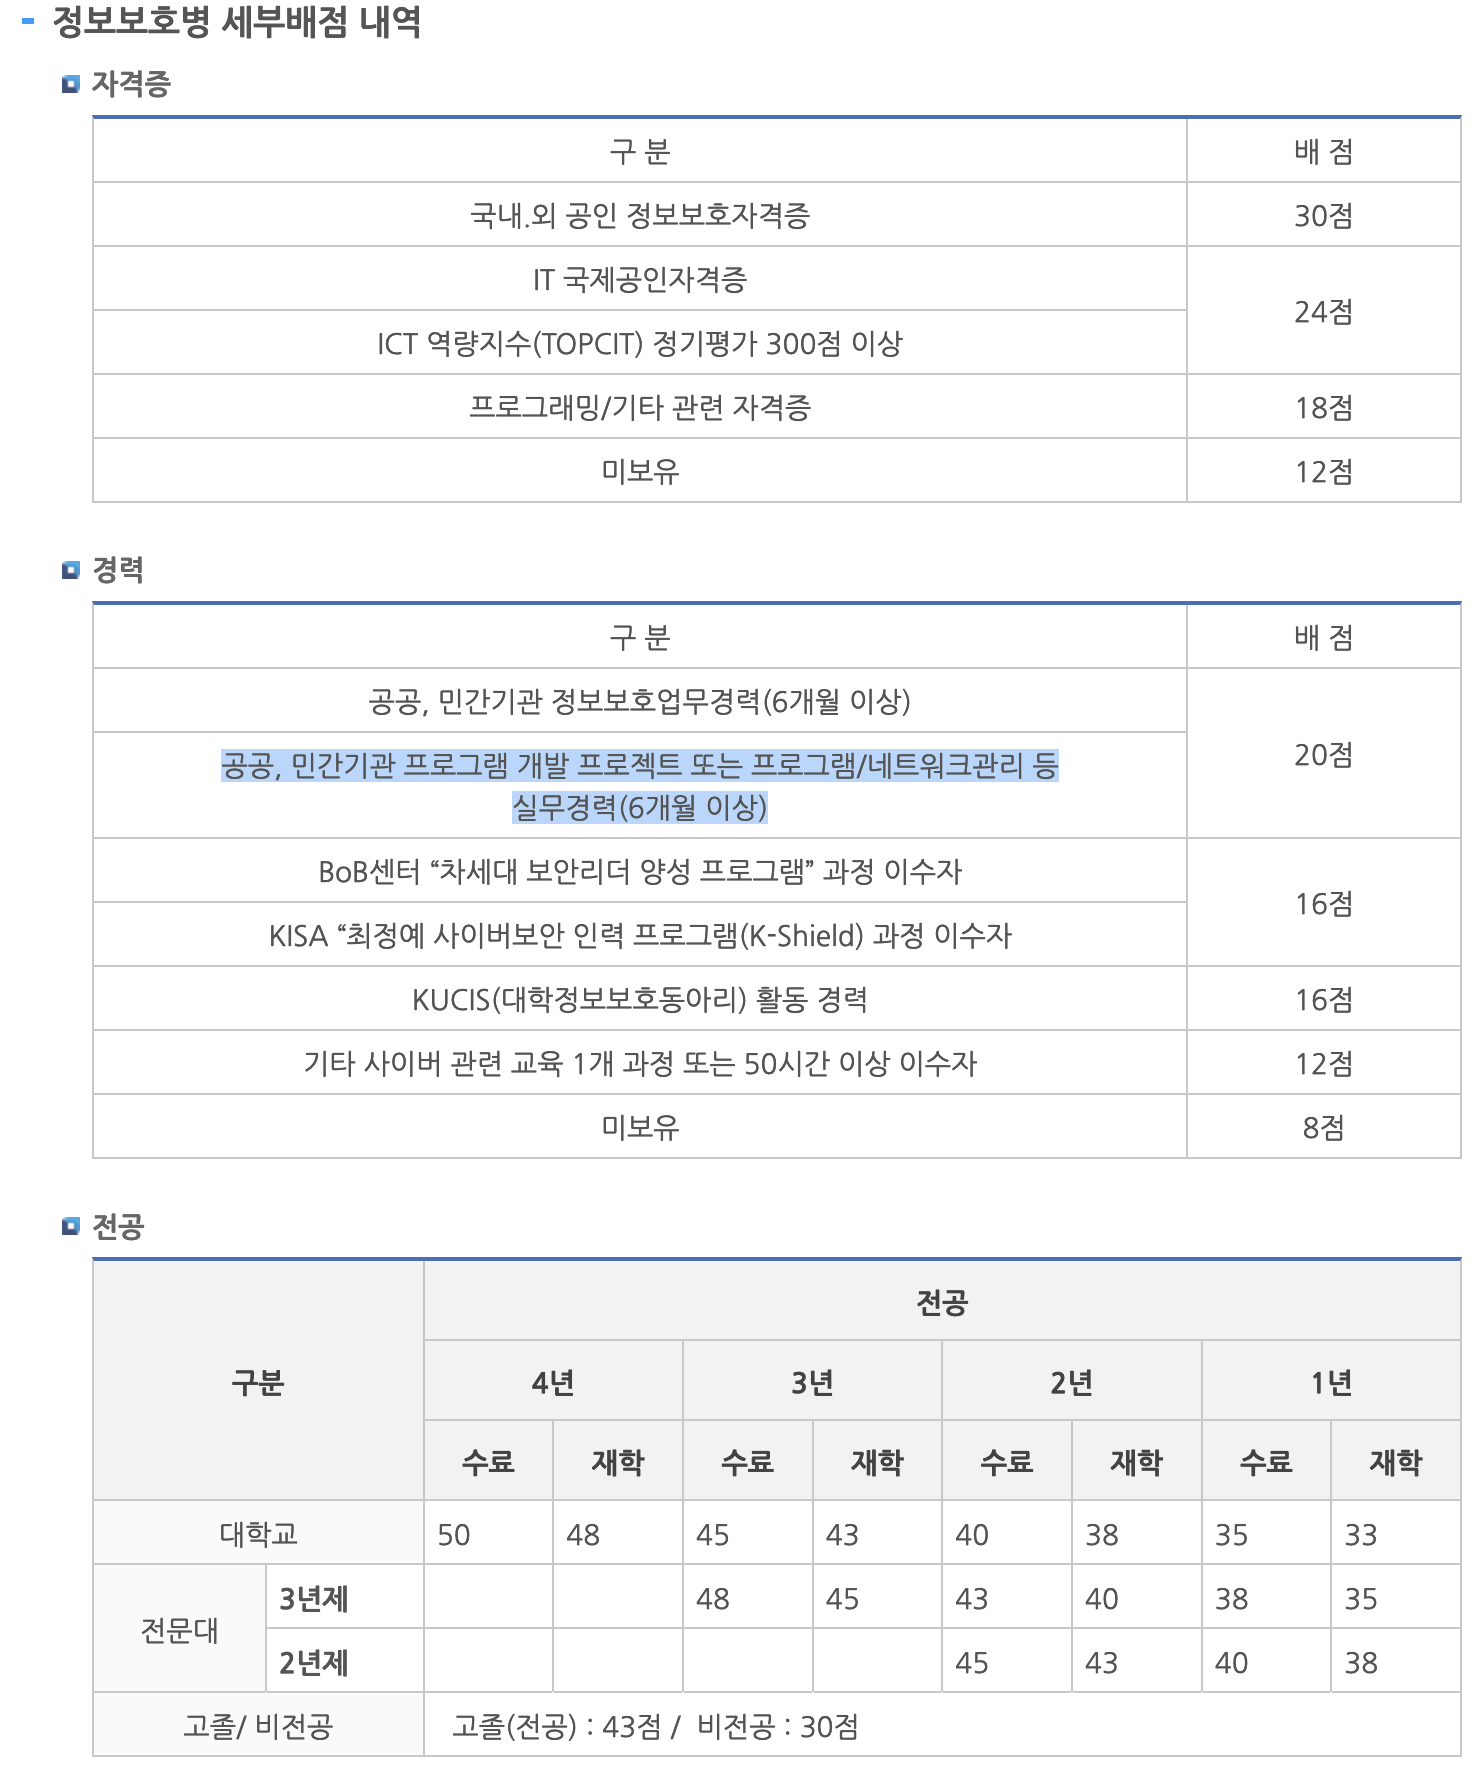 - 정보보호병 세부배점 내역
자격증
구 분 배 점
국내.외 공인 정보보호자격증 30점
IT 국제공인자격증
24점
ICT 역량지수(TOPCIT) 정기평가 300점 이상
프로그래밍/기타 관련 자격증 18점
미보유 12점
경력
구 분 배 점
공공, 민간기관 정보보호업무경력(6개월 이상)
20점
공공, 민간기관 프로그램 개발 프로젝트 또는 프로그램/네트워크관리 등
실무경력(6개월 이상)
BoB센터 “차세대 보안리더 양성 프로그램” 과정 이수자
16점
KISA “최정예 사이버보안 인력 프로그램(K-Shield) 과정 이수자
KUCIS(대학정보보호동아리) 활동 경력 16점
기타 사이버 관련 교육 1개 과정 또는 50시간 이상 이수자 12점
미보유 8점
전공
구분
전공
4년 3년 2년 1년
수료 재학 수료 재학 수료 재학 수료 재학
대학교 50 48 45 43 40 38 35 33
전문대
3년제 48 45 43 40 38 35
2년제 45 43 40 38
고졸/ 비전공 고졸(전공) : 43점 / 비전공 : 30점